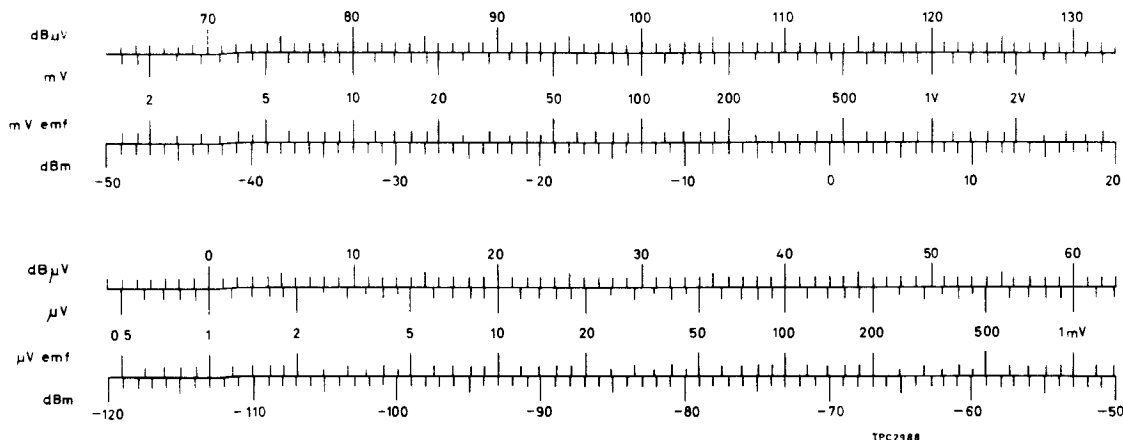 70 80 90 100 110 120 130
dBμV
mV
2 5 10 20 50 100 200 500 1V 2V
mV emf
dBm
-50 -40 -30 -20 -10 0 10 20
0 10 20 30 40 50 60
dBμV
μV
0 5 1 2 5 10 20 50 100 200 500 1mV
μV emf
dBm
-120 -110 -100 -90 -80 -70 -60 -50
TPC2988